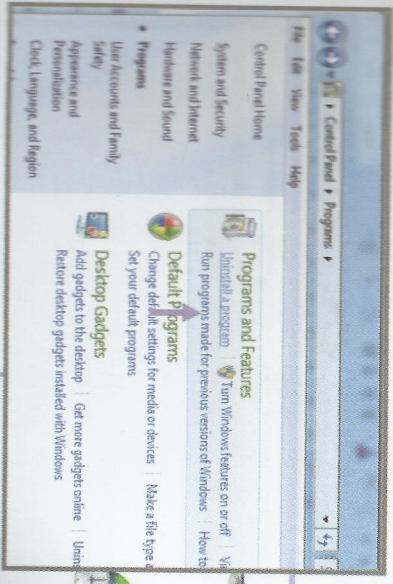 Control Panel Programs
File Edit View Tools Help
Control Panel Home
System and Security
Network and Internet
Hardware and Sound
Programs
User Accounts and Family
Safety
Appearance and
Personalization
Clock, Language, and Region
Programs and Features
Uninstall a program Turn Windows features on or off
Run programs made for previous versions of Windows How to
Default Programs
Change default settings for media or devices Make a file type a
Set your default programs
Desktop Gadgets
Add gadgets to the desktop Get more gadgets online Unins
Restore desktop gadgets installed with Windows